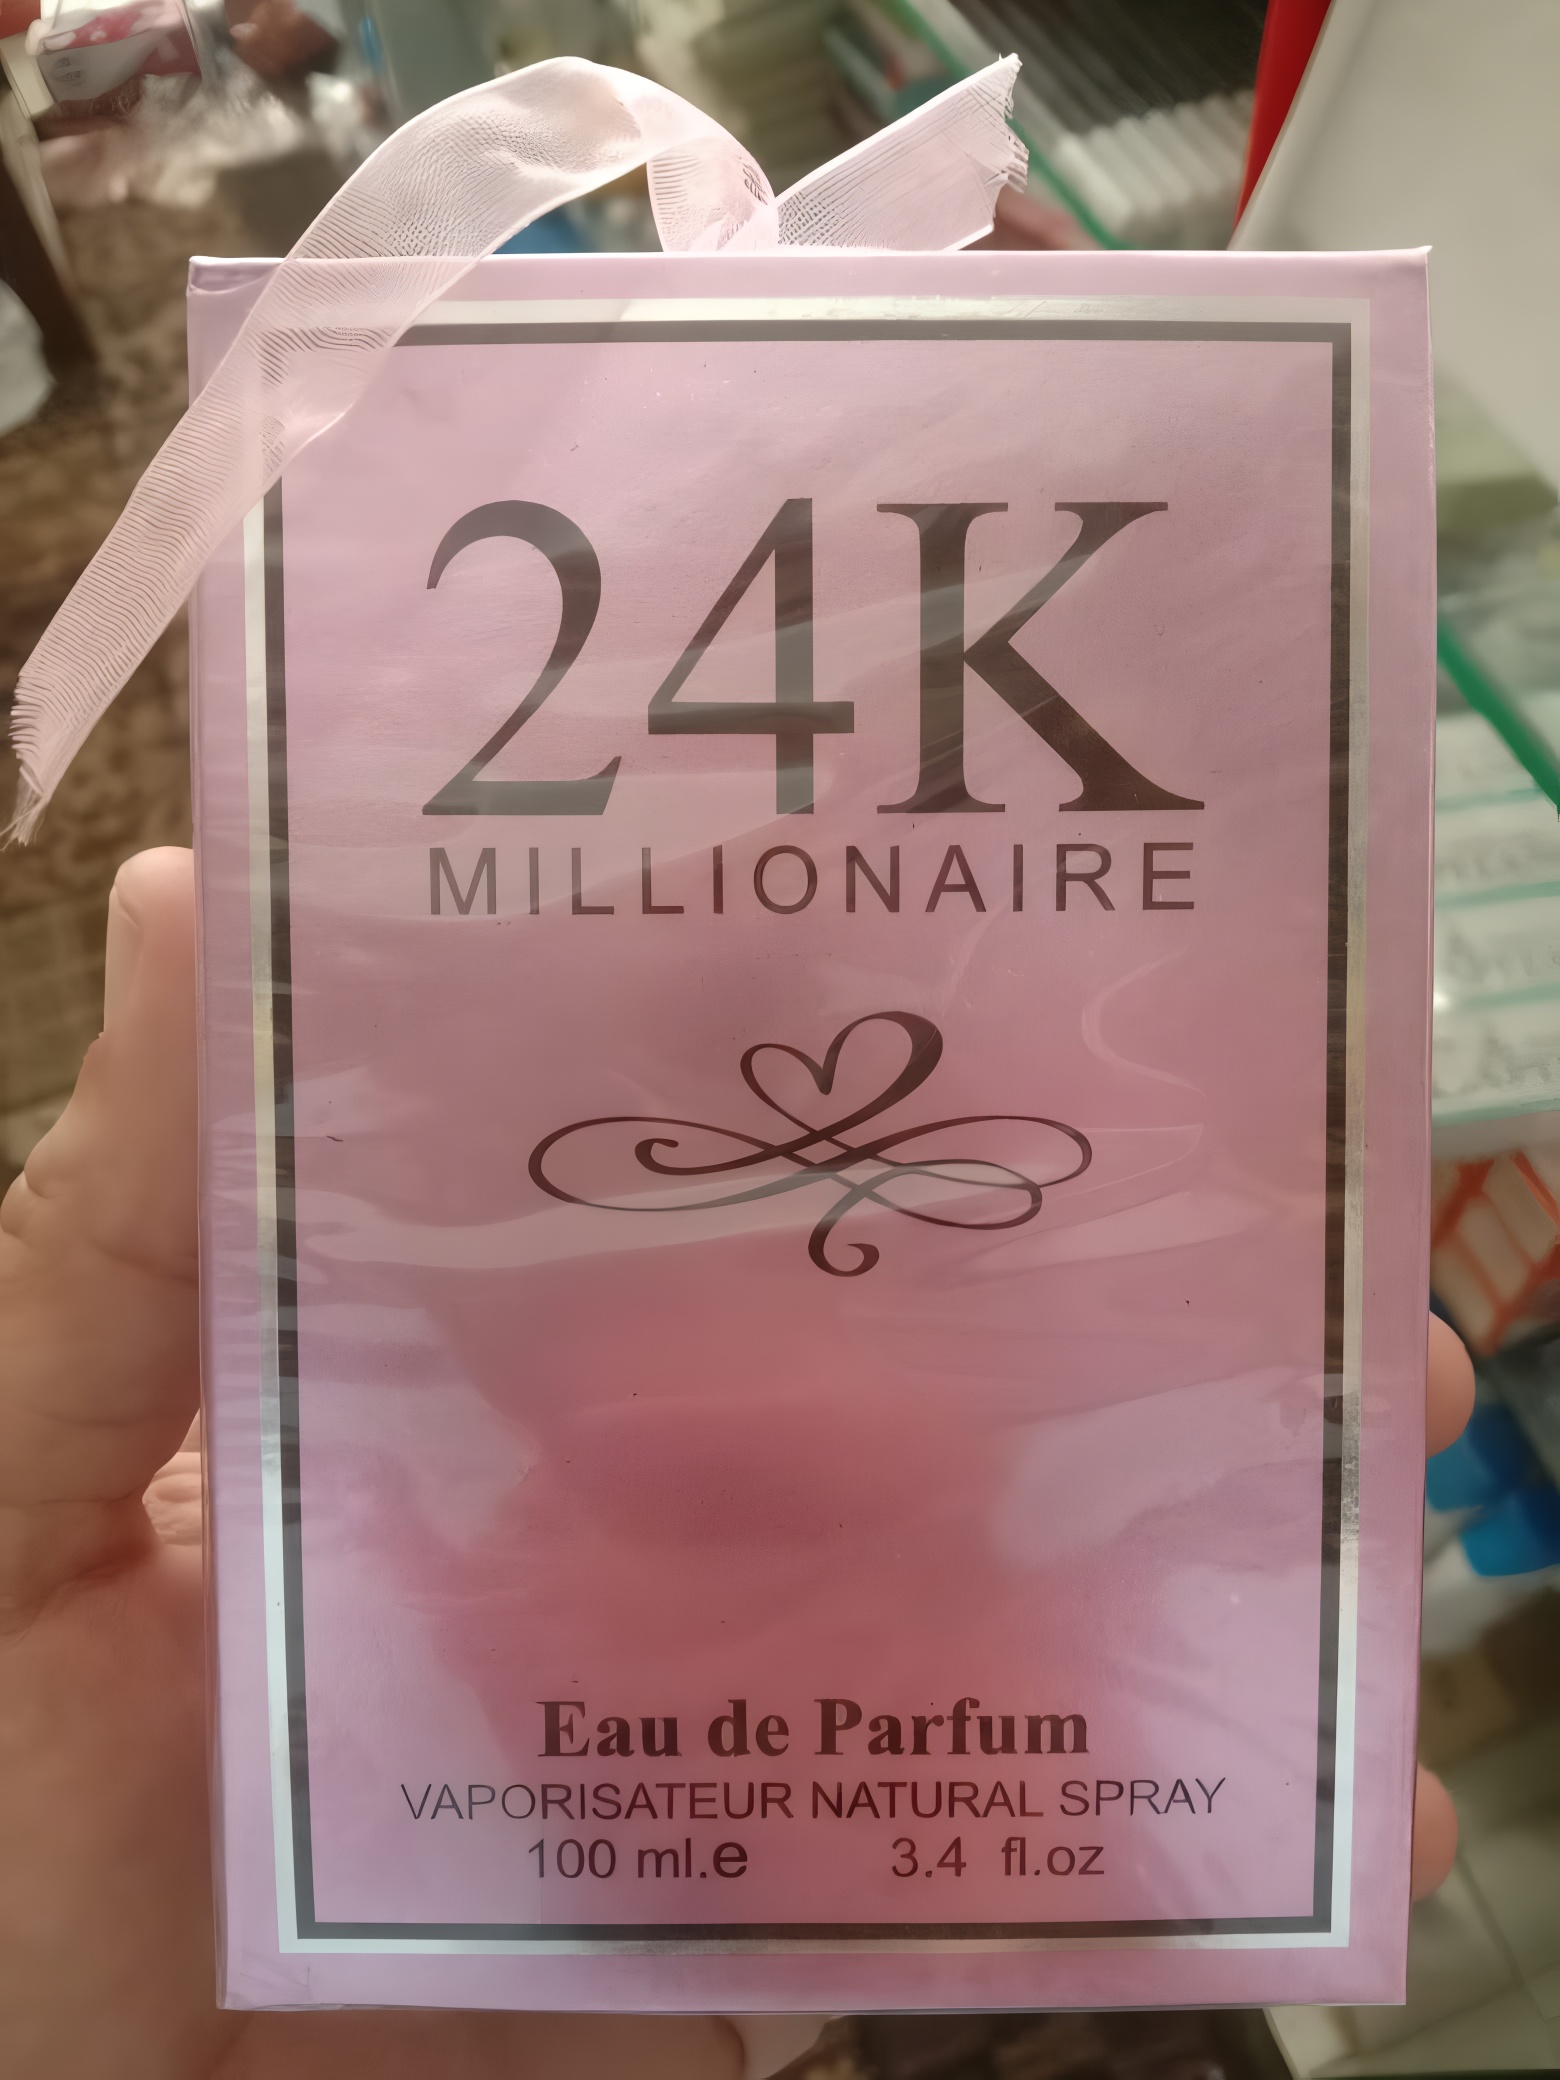 24K
MILLIONAIRE
Eau de Parfum
VAPORISATEUR NATURAL SPRAY
100 ml.e 3.4 fl.oz